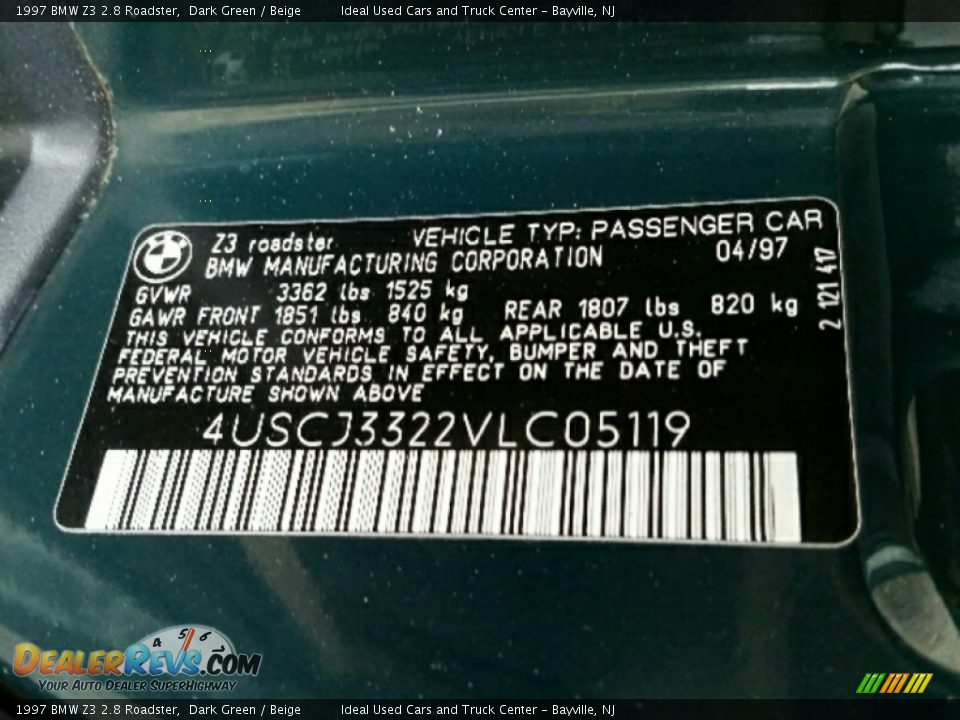 1997 BMW Z3 2.8 Roadster, Dark Green / Beige Ideal Used Cars and Truck Center - Bayville, NJ
Z3 roadster VEHICLE TYP: PASSENGER CAR
BMW MANUFACTURING CORPORATION 04/97
GVWR 3362 lbs 1525 kg
GAWR FRONT 1851 lbs 840 kg REAR 1807 lbs 820 kg
2 121 417
THIS VEHICLE CONFORMS TO ALL APPLICABLE U.S.
FEDERAL MOTOR VEHICLE SAFETY, BUMPER AND THEFT
PREVENTION STANDARDS IN EFFECT ON THE DATE OF
MANUFACTURE SHOWN ABOVE
4USCJ3322VLC05119
4 5 6
DEALERREVS.COM
YOUR AUTO DEALER SUPERHIGHWAY
1997 BMW Z3 2.8 Roadster, Dark Green / Beige Ideal Used Cars and Truck Center - Bayville, NJ